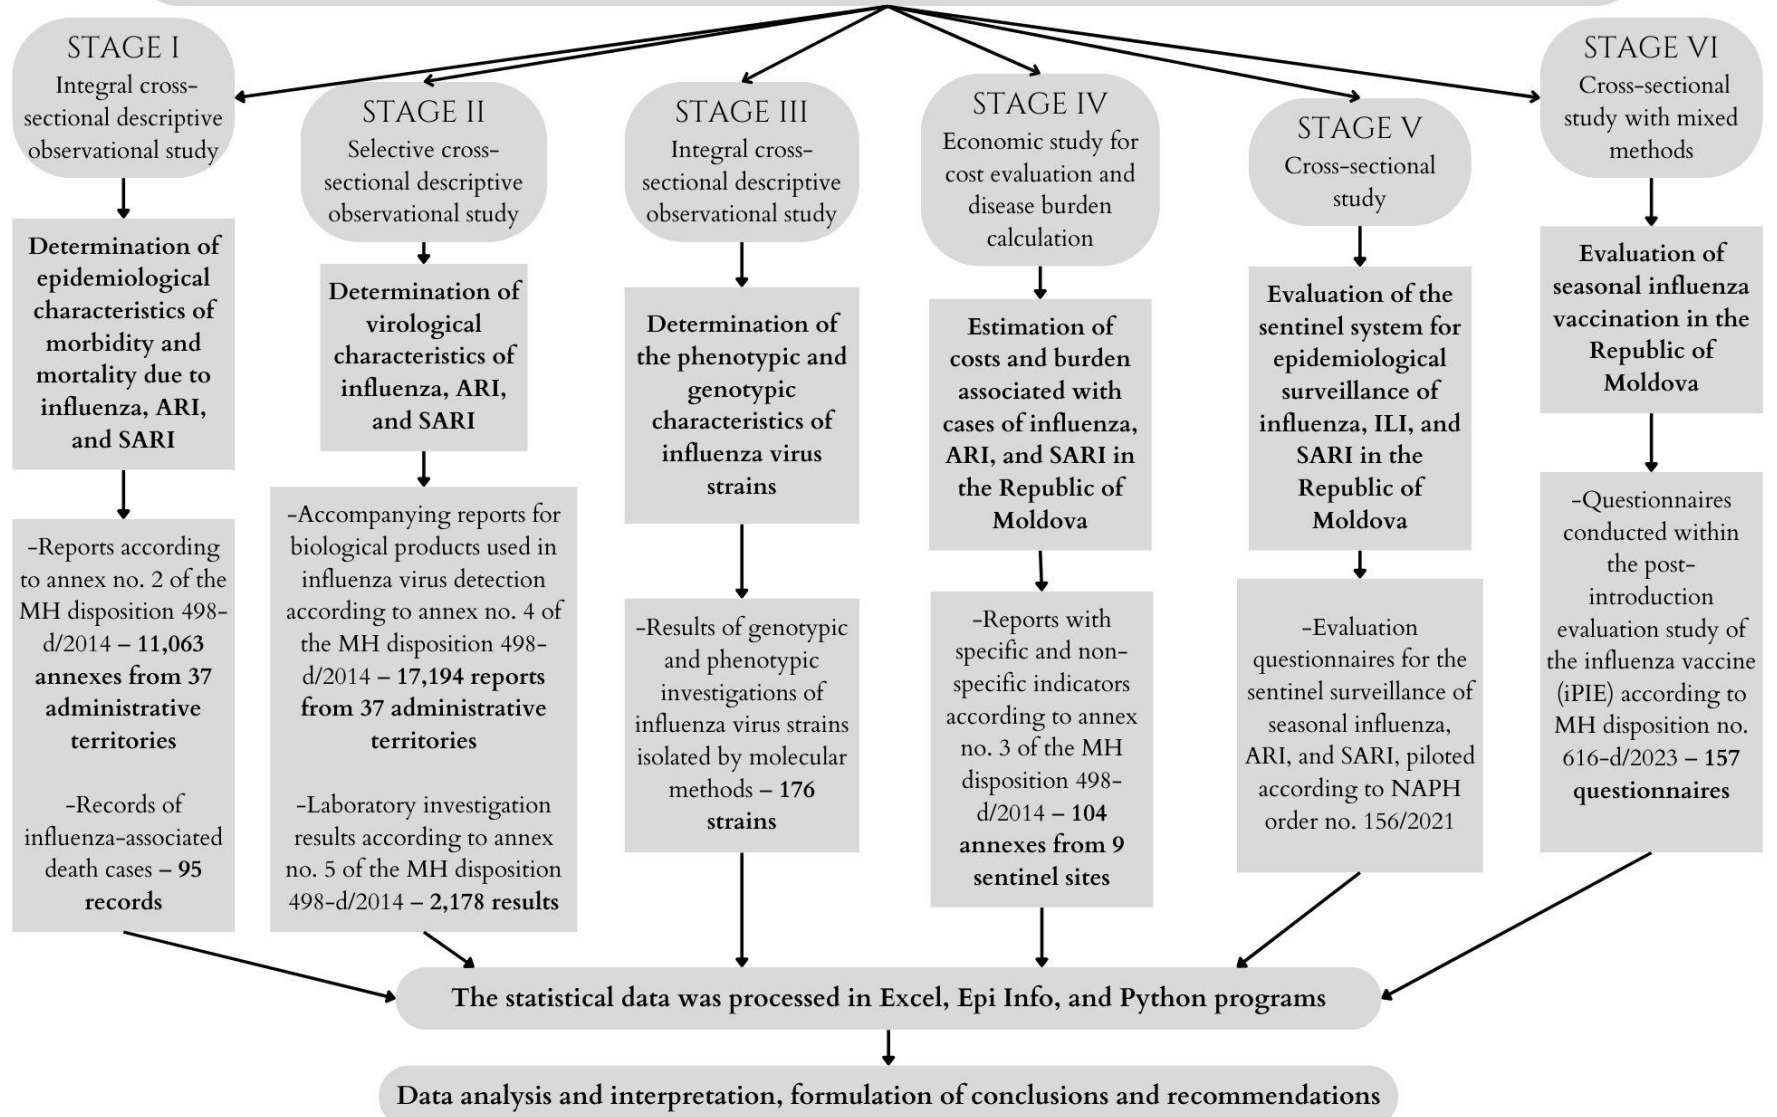 STAGE I
Integral cross-
sectional descriptive
observational study
Determination of
epidemiological
characteristics of
morbidity and
mortality due to
influenza, ARI,
and SARI
-Reports according
to annex no. 2 of the
MH disposition 498-
d/2014 – 11,063
annexes from 37
administrative
territories
-Records of
influenza-associated
death cases – 95
records
STAGE II
Selective cross-
sectional descriptive
observational study
Determination of
virological
characteristics of
influenza, ARI,
and SARI
-Accompanying reports for
biological products used in
influenza virus detection
according to annex no. 4 of
the MH disposition 498-
d/2014 – 17,194 reports
from 37 administrative
territories
-Laboratory investigation
results according to annex
no. 5 of the MH disposition
498-d/2014 – 2,178 results
STAGE III
Integral cross-
sectional descriptive
observational study
Determination of
the phenotypic and
genotypic
characteristics of
influenza virus
strains
-Results of genotypic
and phenotypic
investigations of
influenza virus strains
isolated by molecular
methods – 176
strains
STAGE IV
Economic study for
cost evaluation and
disease burden
calculation
Estimation of
costs and burden
associated with
cases of influenza,
ARI, and SARI in
the Republic of
Moldova
-Reports with
specific and non-
specific indicators
according to annex
no. 3 of the MH
disposition 498-
d/2014 – 104
annexes from 9
sentinel sites
STAGE V
Cross-sectional
study
Evaluation of the
sentinel system for
epidemiological
surveillance of
influenza, ILI, and
SARI in the
Republic of
Moldova
-Evaluation
questionnaires for the
sentinel surveillance of
seasonal influenza,
ARI, and SARI, piloted
according to NAPH
order no. 156/2021
STAGE VI
Cross-sectional
study with mixed
methods
Evaluation of
seasonal influenza
vaccination in the
Republic of
Moldova
-Questionnaires
conducted within
the post-
introduction
evaluation study of
the influenza vaccine
(iPIE) according to
MH disposition no.
616-d/2023 – 157
questionnaires
The statistical data was processed in Excel, Epi Info, and Python programs
Data analysis and interpretation, formulation of conclusions and recommendations